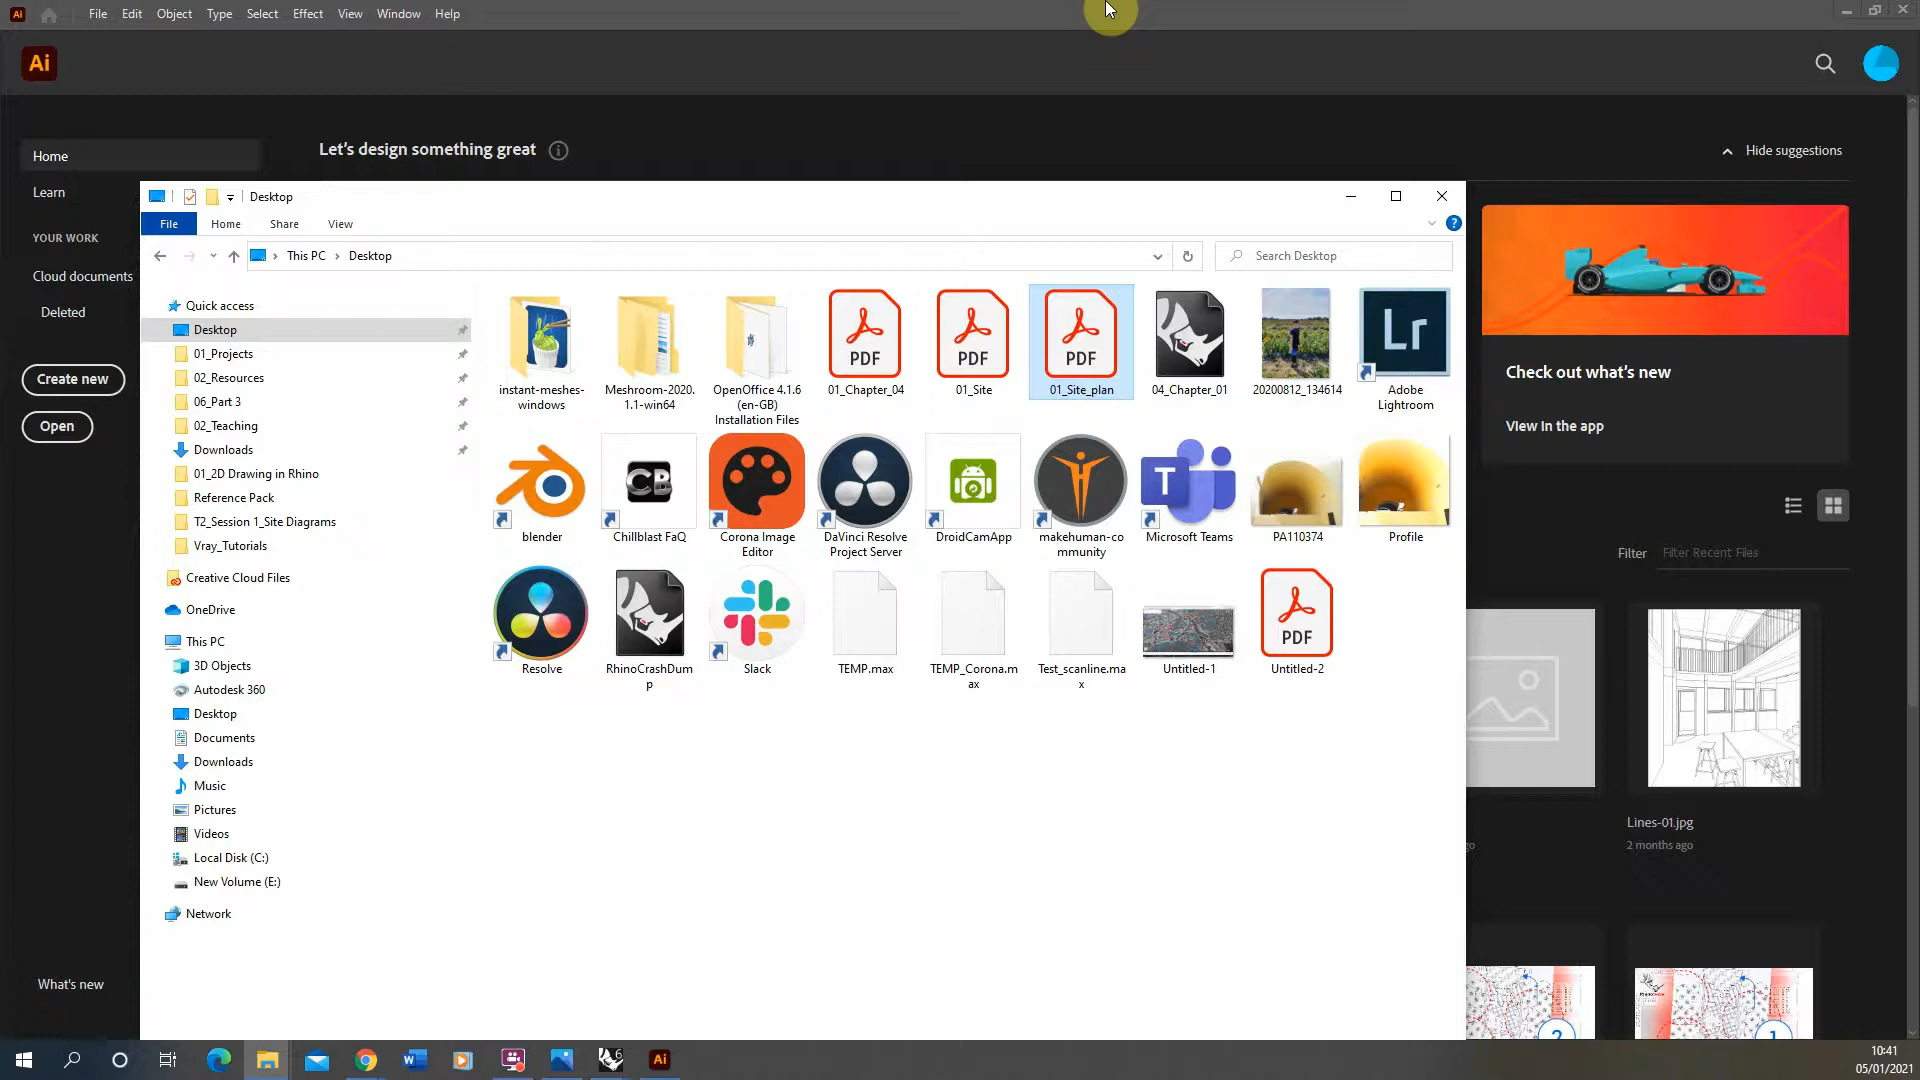 Ai
File Edit Object Type Select Effect View Window Help
Ai
Home
Learn
YOUR WORK
Cloud documents
Deleted
Create new
Open
What's new
Let's design something great
Hide suggestions
Desktop
File Home Share View
This PC > Desktop
Search Desktop
Quick access
Desktop
01_Projects
02_Resources
06_Part 3
02_Teaching
Downloads
01_2D Drawing in Rhino
Reference Pack
T2_Session 1_Site Diagrams
Vray_Tutorials
Creative Cloud Files
OneDrive
This PC
3D Objects
Autodesk 360
Desktop
Documents
Downloads
Music
Pictures
Videos
Local Disk (C:)
New Volume (E:)
Network
PDF PDF PDF Lr
instant-meshes-
windows
Meshroom-2020.
1.1-win64
OpenOffice 4.1.6
(en-GB)
Installation Files
01_Chapter_04
01_Site
01_Site_plan
04_Chapter_01
20200812_134614
Adobe
Lightroom
CB
T
blender
Chillblast FaQ
Corona Image
Editor
DaVinci Resolve
Project Server
DroidCamApp
makehuman-co
mmunity
Microsoft Teams
PA110374
Profile
PDF
Resolve
RhinoCrashDum
p
Slack
TEMP.max
TEMP_Corona.m
ax
Test_scanline.ma
x
Untitled-1
Untitled-2
Check out what's new
View in the app
Filter Filter Recent Files
go
Lines-01.jpg
2 months ago
2
1
W
6
Ai
10:41
05/01/2021